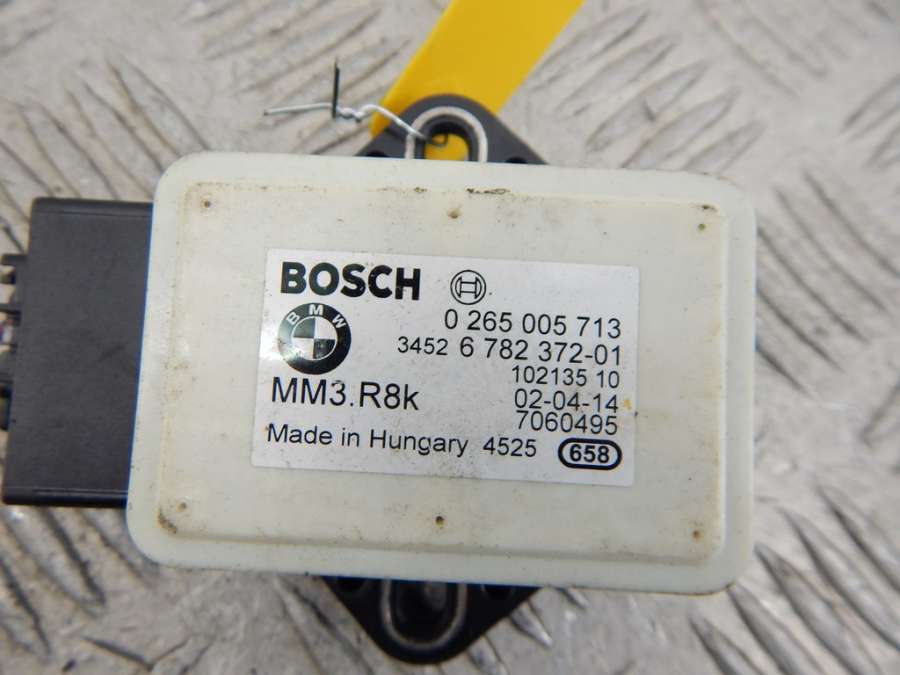 BOSCH
BMW
0 265 005 713
3452 6 782 372-01
102135 10
MM3.R8k 02-04-14
7060495
Made in Hungary 4525 658